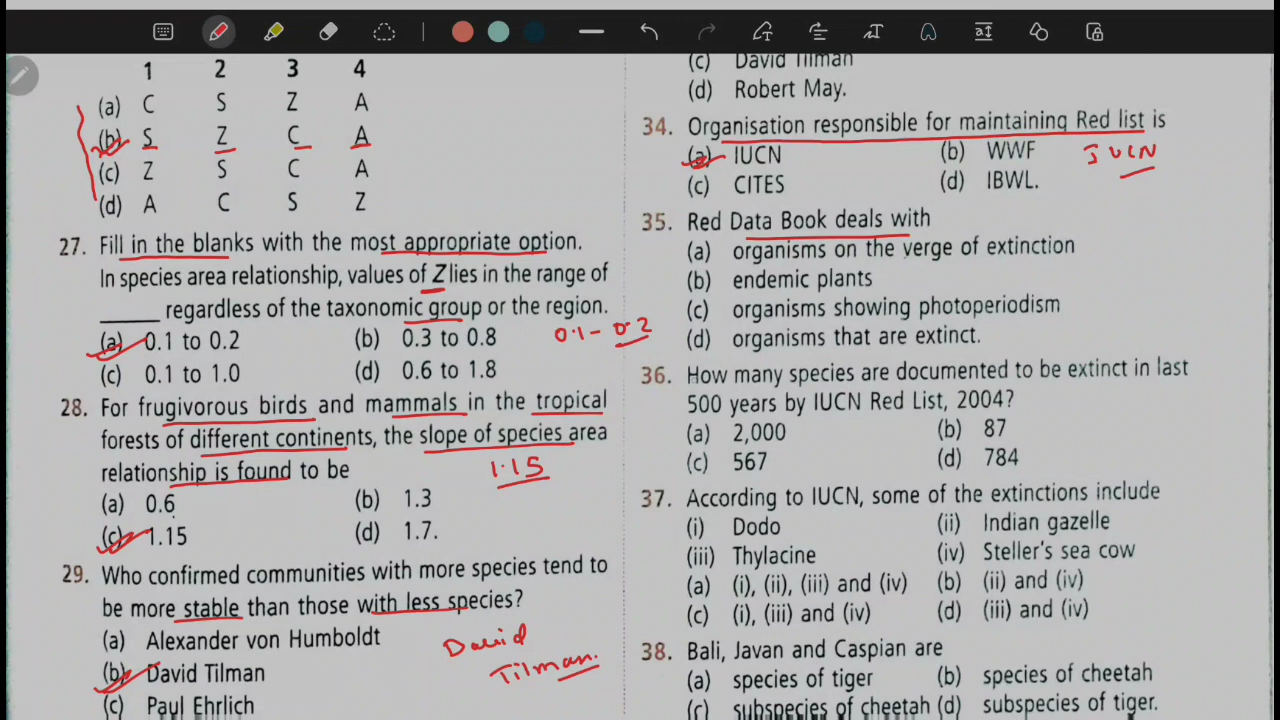 1 2 3 4
(a) C S Z A
(b) S Z C A
(c) Z S C A
(d) A C S Z
27. Fill in the blanks with the most appropriate option.
In species area relationship, values of Z lies in the range of
______ regardless of the taxonomic group or the region.
(a) 0.1 to 0.2 (b) 0.3 to 0.8 0.1 - 0.2
(c) 0.1 to 1.0 (d) 0.6 to 1.8
28. For frugivorous birds and mammals in the tropical
forests of different continents, the slope of species area
relationship is found to be 1.15
(a) 0.6 (b) 1.3
(c) 1.15 (d) 1.7.
29. Who confirmed communities with more species tend to
be more stable than those with less species?
(a) Alexander von Humboldt
(b) David Tilman
(c) Paul Ehrlich
David
Tilman.
(c) David Tilman
(d) Robert May.
34. Organisation responsible for maintaining Red list is
(a) IUCN (b) WWF IUCN
(c) CITES (d) IBWL.
35. Red Data Book deals with
(a) organisms on the verge of extinction
(b) endemic plants
(c) organisms showing photoperiodism
(d) organisms that are extinct.
36. How many species are documented to be extinct in last
500 years by IUCN Red List, 2004?
(a) 2,000 (b) 87
(c) 567 (d) 784
37. According to IUCN, some of the extinctions include
(i) Dodo (ii) Indian gazelle
(iii) Thylacine (iv) Steller's sea cow
(a) (i), (ii), (iii) and (iv) (b) (ii) and (iv)
(c) (i), (iii) and (iv) (d) (iii) and (iv)
38. Bali, Javan and Caspian are
(a) species of tiger (b) species of cheetah
(c) subspecies of cheetah (d) subspecies of tiger.